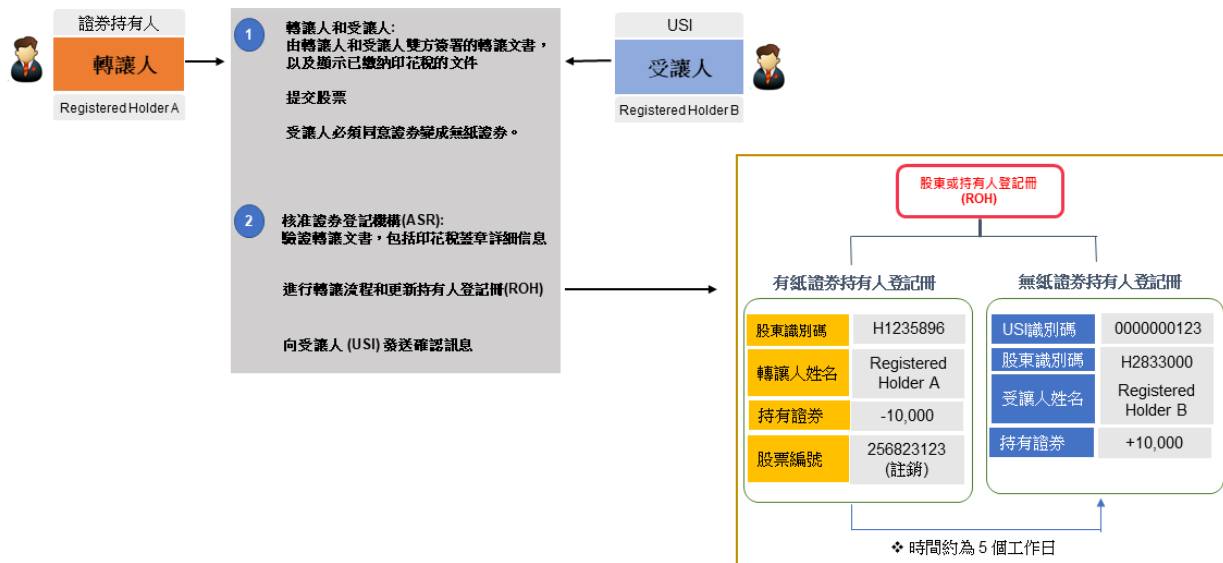 證券持有人
轉讓人
Registered Holder A
1
轉讓人和受讓人:
由轉讓人和受讓人雙方簽署的轉讓文書，
以及顯示已繳納印花稅的文件
提交股票
受讓人必須同意證券變成無紙證券。
2
核准證券登記機構(ASR):
驗證轉讓文書，包括印花稅蓋章詳細信息
進行轉讓流程和更新持有人登記冊(ROH)
向受讓人 (USI) 發送確認訊息
USI
受讓人
Registered Holder B
股東或持有人登記冊
(ROH)
有紙證券持有人登記冊
股東識別碼
H1235896
轉讓人姓名
Registered
Holder A
持有證券
-10,000
股票編號
256823123
(註銷)
無紙證券持有人登記冊
USI識別碼
0000000123
股東識別碼
H2833000
受讓人姓名
Registered
Holder B
持有證券
+10,000
❖ 時間約為 5 個工作日